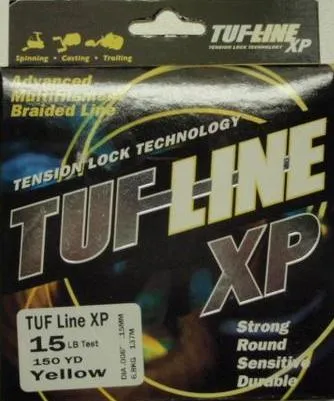 TUF-LINE
TENSION LOCK TECHNOLOGY XP
Spinning • Casting • Trolling
Advanced
Multifilament
Braided Line
TENSION LOCK TECHNOLOGY
TUF-LINE
XP
TUF Line XP
15 LB Test
150 YD
Yellow
DIA .006" .15MM
6.8KG 137M
Strong
Round
Sensitive
Durable